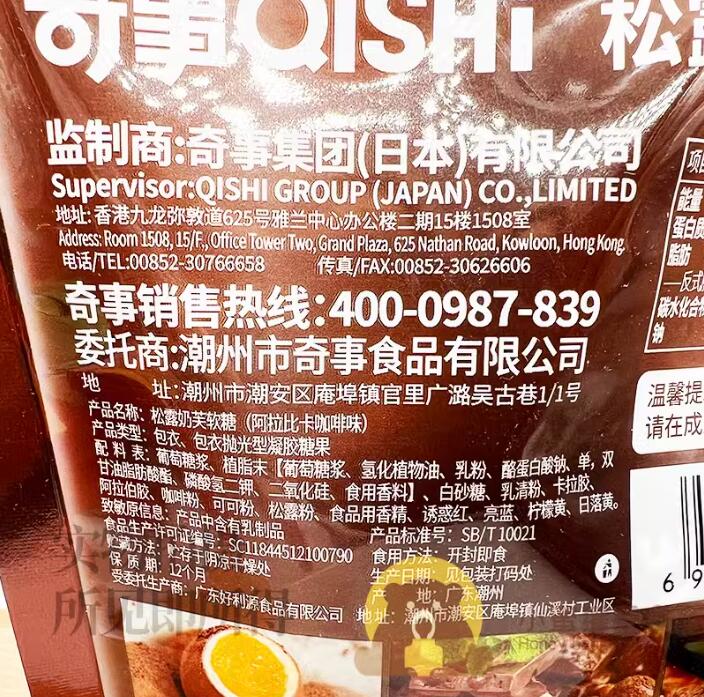 奇事QISHI 松露
监制商:奇事集团(日本)有限公司
Supervisor:QISHI GROUP (JAPAN) CO.,LIMITED
地址: 香港九龙弥敦道625号雅兰中心办公楼二期15楼1508室
Address: Room 1508, 15/F.,Office Tower Two, Grand Plaza, 625 Nathan Road, Kowloon, Hong Kong.
电话/TEL:00852-30766658 传真/FAX:00852-30626606
奇事销售热线:400-0987-839
委托商:潮州市奇事食品有限公司
地 址:潮州市潮安区庵埠镇官里广潞吴古巷1/1号
产品名称: 松露奶芙软糖(阿拉比卡咖啡味)
产品类型: 包衣、包衣抛光型凝胶糖果
配 料 表: 葡萄糖浆、植脂末【葡萄糖浆、氢化植物油、乳粉、酪蛋白酸钠、单,双
甘油脂肪酸酯、磷酸氢二钾、二氧化硅、食用香料】、白砂糖、乳清粉、卡拉胶、
阿拉伯胶、咖啡粉、可可粉、松露粉、食品用香精、诱惑红、亮蓝、柠檬黄、日落黄。
致敏原信息: 产品中含有乳制品
食品生产许可证编号: SC11844512100790
贮藏方法: 贮存于阴凉干燥处
保 质 期: 12个月
受委托生产商: 广东好利源食品有限公司
产品标准号: SB/T 10021
食用方法: 开封即食
生产日期: 见包装打码处
产 地: 广东潮州
地 址: 潮州市潮安区庵埠镇仙溪村工业区
项
能量
蛋白质
脂肪
碳水化合物
钠
温馨提
请在成
6 9
所见即所得